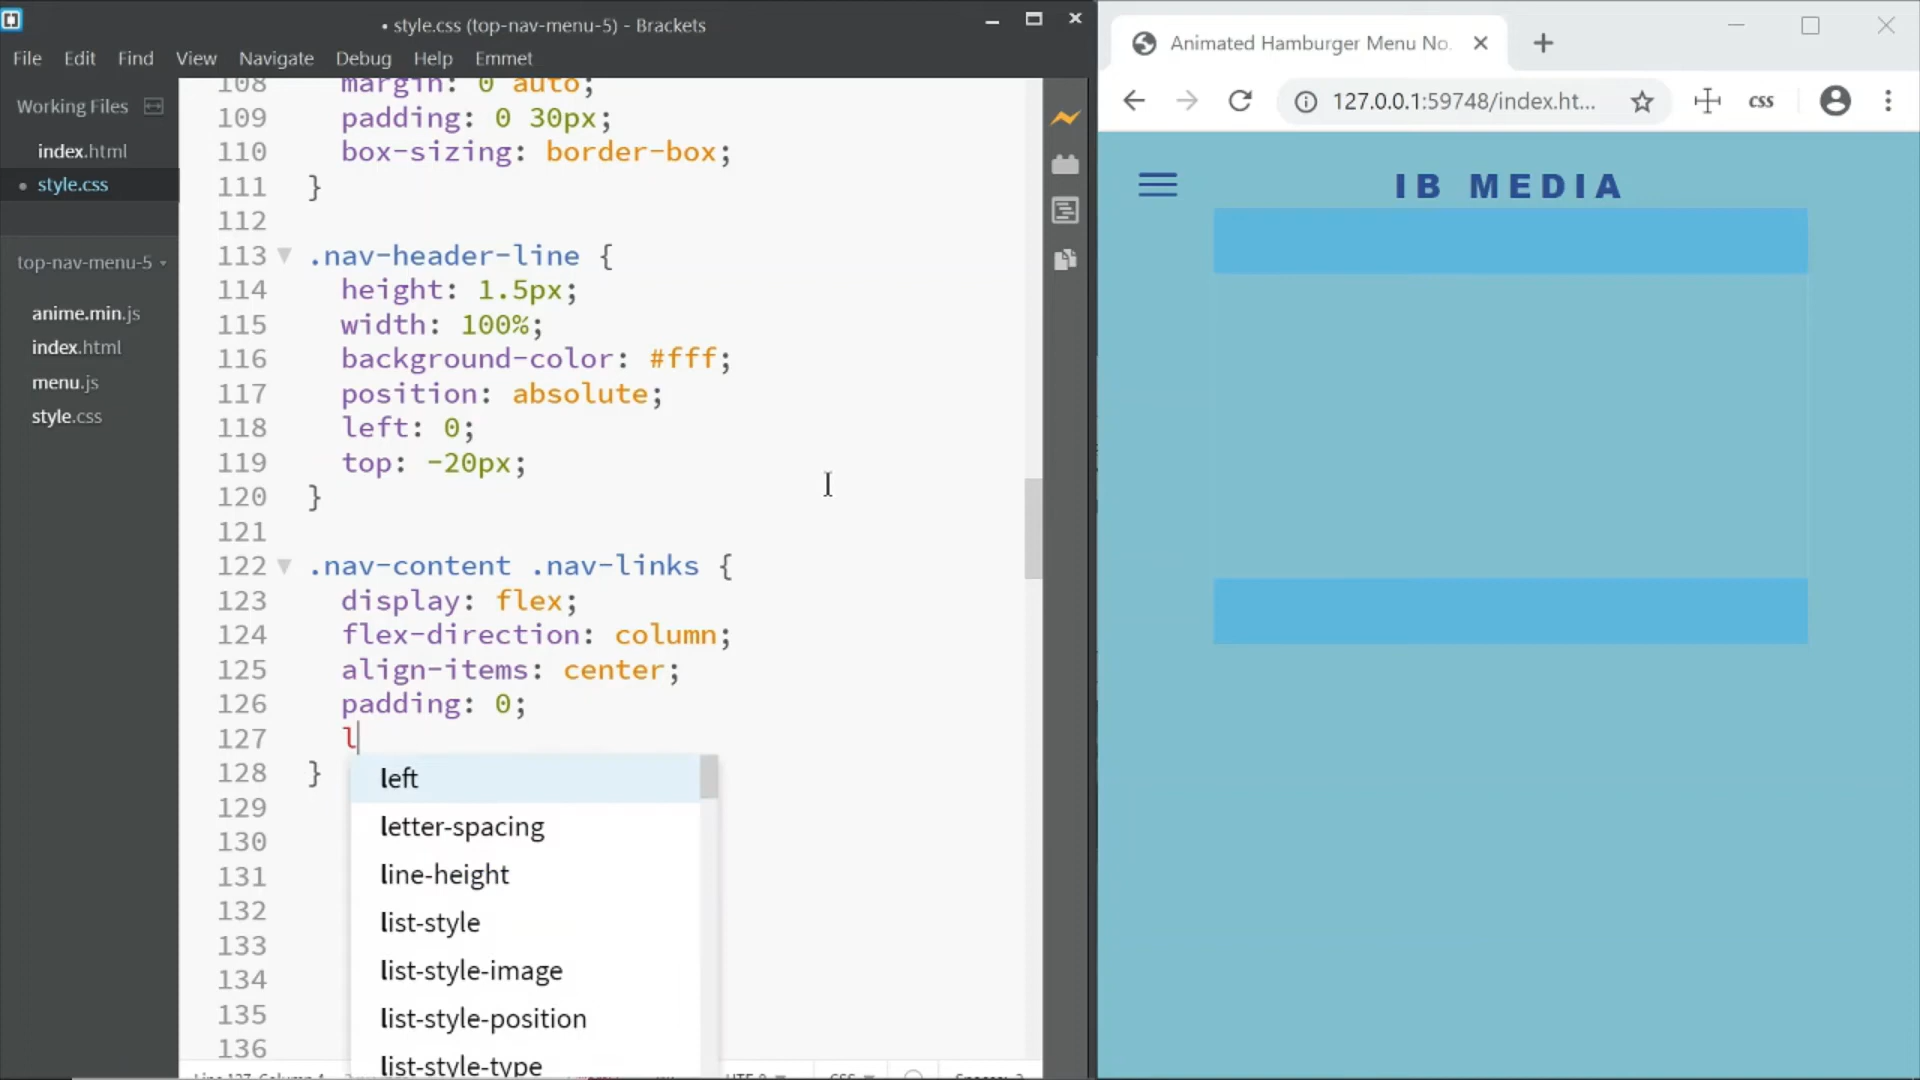 • style.css (top-nav-menu-5) - Brackets
File Edit Find View Navigate Debug Help Emmet
Working Files
index.html
• style.css
top-nav-menu-5
anime.min.js
index.html
menu.js
style.css
108 margin: 0 auto;
109 padding: 0 30px;
110 box-sizing: border-box;
111 }
112
113 .nav-header-line {
114 height: 1.5px;
115 width: 100%;
116 background-color: #fff;
117 position: absolute;
118 left: 0;
119 top: -20px;
120 }
121
122 .nav-content .nav-links {
123 display: flex;
124 flex-direction: column;
125 align-items: center;
126 padding: 0;
127 l
128 }
129
130
131
132
133
134
135
136
left
letter-spacing
line-height
list-style
list-style-image
list-style-position
list-style-type
Animated Hamburger Menu No.
127.0.0.1:59748/index.ht...
css
IB MEDIA